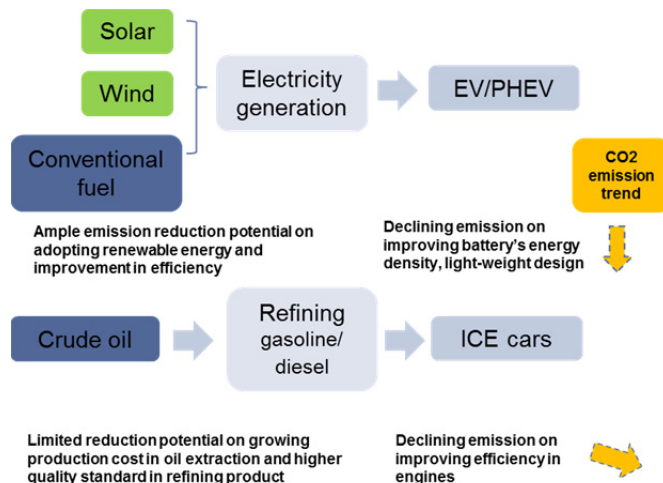 Solar
Wind
Conventional
fuel
Electricity
generation
EV/PHEV
CO2
emission
trend
Ample emission reduction potential on
adopting renewable energy and
improvement in efficiency
Declining emission on
improving battery's energy
density, light-weight design
Crude oil
Refining
gasoline/
diesel
ICE cars
Limited reduction potential on growing
production cost in oil extraction and higher
quality standard in refining product
Declining emission on
improving efficiency in
engines